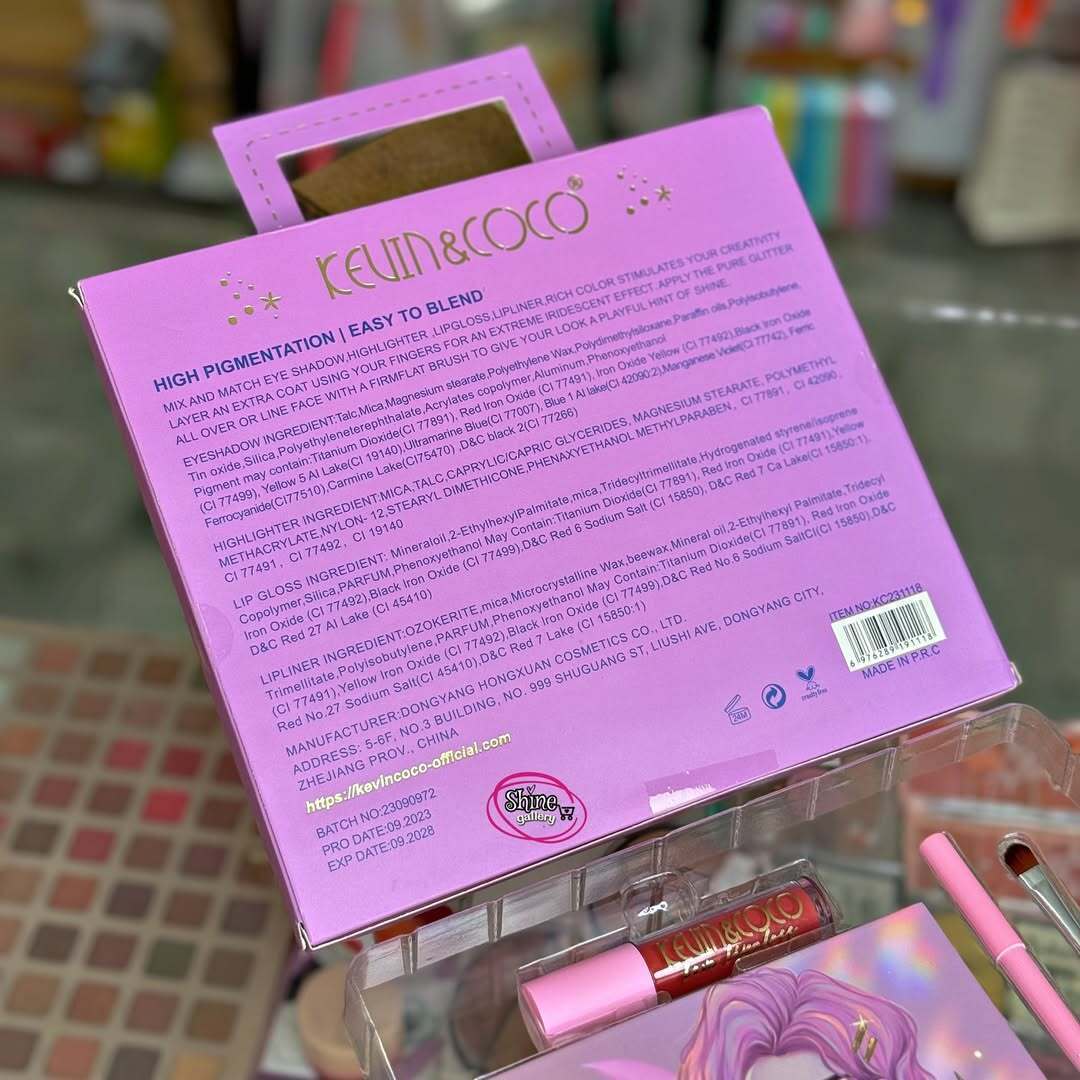 KEVIN&COCO®
HIGH PIGMENTATION | EASY TO BLEND
MIX AND MATCH EYE SHADOW,HIGHLIGHTER ,LIPGLOSS,LIPLINER,RICH COLOR STIMULATES YOUR CREATIVITY
LAYER AN EXTRA COAT USING YOUR FINGERS FOR AN EXTREME IRIDESCENT EFFECT.APPLY THE PURE GLITTER
ALL OVER OR LINE FACE WITH A FIRMFLAT BRUSH TO GIVE YOUR LOOK A PLAYFUL HINT OF SHINE.
EYESHADOW INGREDIENT:Talc,Mica,Magnesium stearate,Polyethylene Wax,Polydimethylsiloxane,Paraffin oils,Polyisobutylene,
Tin oxide,Silica,Polyethyleneterephthalate,Acrylates copolymer,Aluminum,Phenoxyethanol
Pigment may contain:Titanium Dioxide(CI 77891), Red Iron Oxide (CI 77491), Iron Oxide Yellow (CI 77492),Black Iron Oxide
(CI 77499), Yellow 5 Al Lake(CI 19140),Ultramarine Blue(CI 77007), Blue 1 Al lake(CI 42090:2),Manganese Violet(CI 77742), Ferric
Ferrocyanide(CI77510),Carmine Lake(CI75470) ,D&C black 2(CI 77266)
HIGHLIGHTER INGREDIENT:MICA,TALC,CAPRYLIC/CAPRIC GLYCERIDES, MAGNESIUM STEARATE, POLYMETHYL
METHACRYLATE,NYLON- 12,STEARYL DIMETHICONE,PHENAXYETHANOL METHYLPARABEN, CI 77891, CI 42090,
CI 77491, CI 77492, CI 19140
LIP GLOSS INGREDIENT: Mineraloil,2-EthylhexylPalmitate,mica,Tridecyltrimellitate,Hydrogenated styrene/isoprene
Copolymer,Silica,PARFUM,Phenoxyethanol May Contain:Titanium Dioxide(CI 77891), Red Iron Oxide (CI 77491),Yellow
Iron Oxide (CI 77492),Black Iron Oxide (CI 77499),D&C Red 6 Sodium Salt (CI 15850), D&C Red 7 Ca Lake(CI 15850:1),
D&C Red 27 Al Lake (CI 45410)
LIPLINER INGREDIENT:OZOKERITE,mica,Microcrystalline Wax,beewax,Mineral oil,2-Ethylhexyl Palmitate,Tridecyl
Trimellitate,Polyisobutylene,PARFUM,Phenoxyethanol May Contain:Titanium Dioxide(CI 77891), Red Iron Oxide
(CI 77491),Yellow Iron Oxide (CI 77492),Black Iron Oxide (CI 77499),D&C Red No.6 Sodium SaltCI(CI 15850),D&C
Red No.27 Sodium Salt(CI 45410),D&C Red 7 Lake (CI 15850:1)
MANUFACTURER:DONGYANG HONGXUAN COSMETICS CO., LTD.
ADDRESS: 5-6F, NO.3 BUILDING, NO. 999 SHUGUANG ST, LIUSHI AVE, DONGYANG CITY,
ZHEJIANG PROV., CHINA
https://kevincoco-official.com
BATCH NO:23090972
PRO DATE:09.2023
EXP DATE:09.2028
ITEM NO:KC231118
6 976289 191118
MADE IN P.R.C
24M
cruelty free
Shine
gallery
KEVIN &COCO